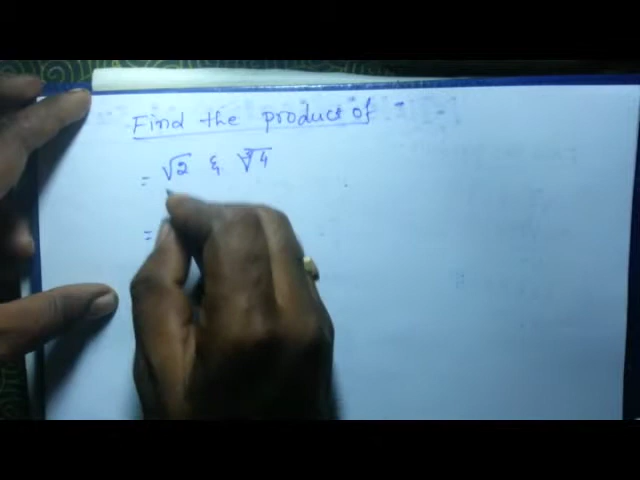 Find the product of -
= √2 & ∛4
=